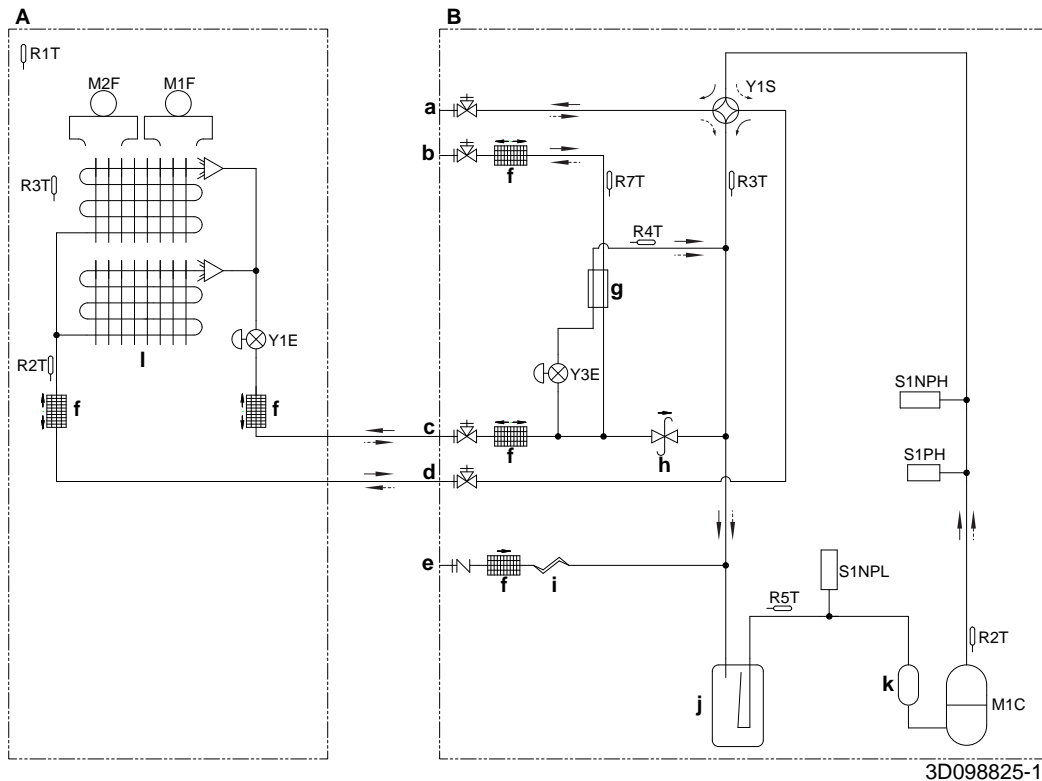 A
B
R1T
M2F
M1F
Y1S
a
b
f
R3T
R7T
R3T
R4T
g
Y1E
l
R2T
Y3E
S1NPH
f
f
c
f
h
S1PH
d
e
f
i
S1NPL
R5T
R2T
k
j
M1C
3D098825-1